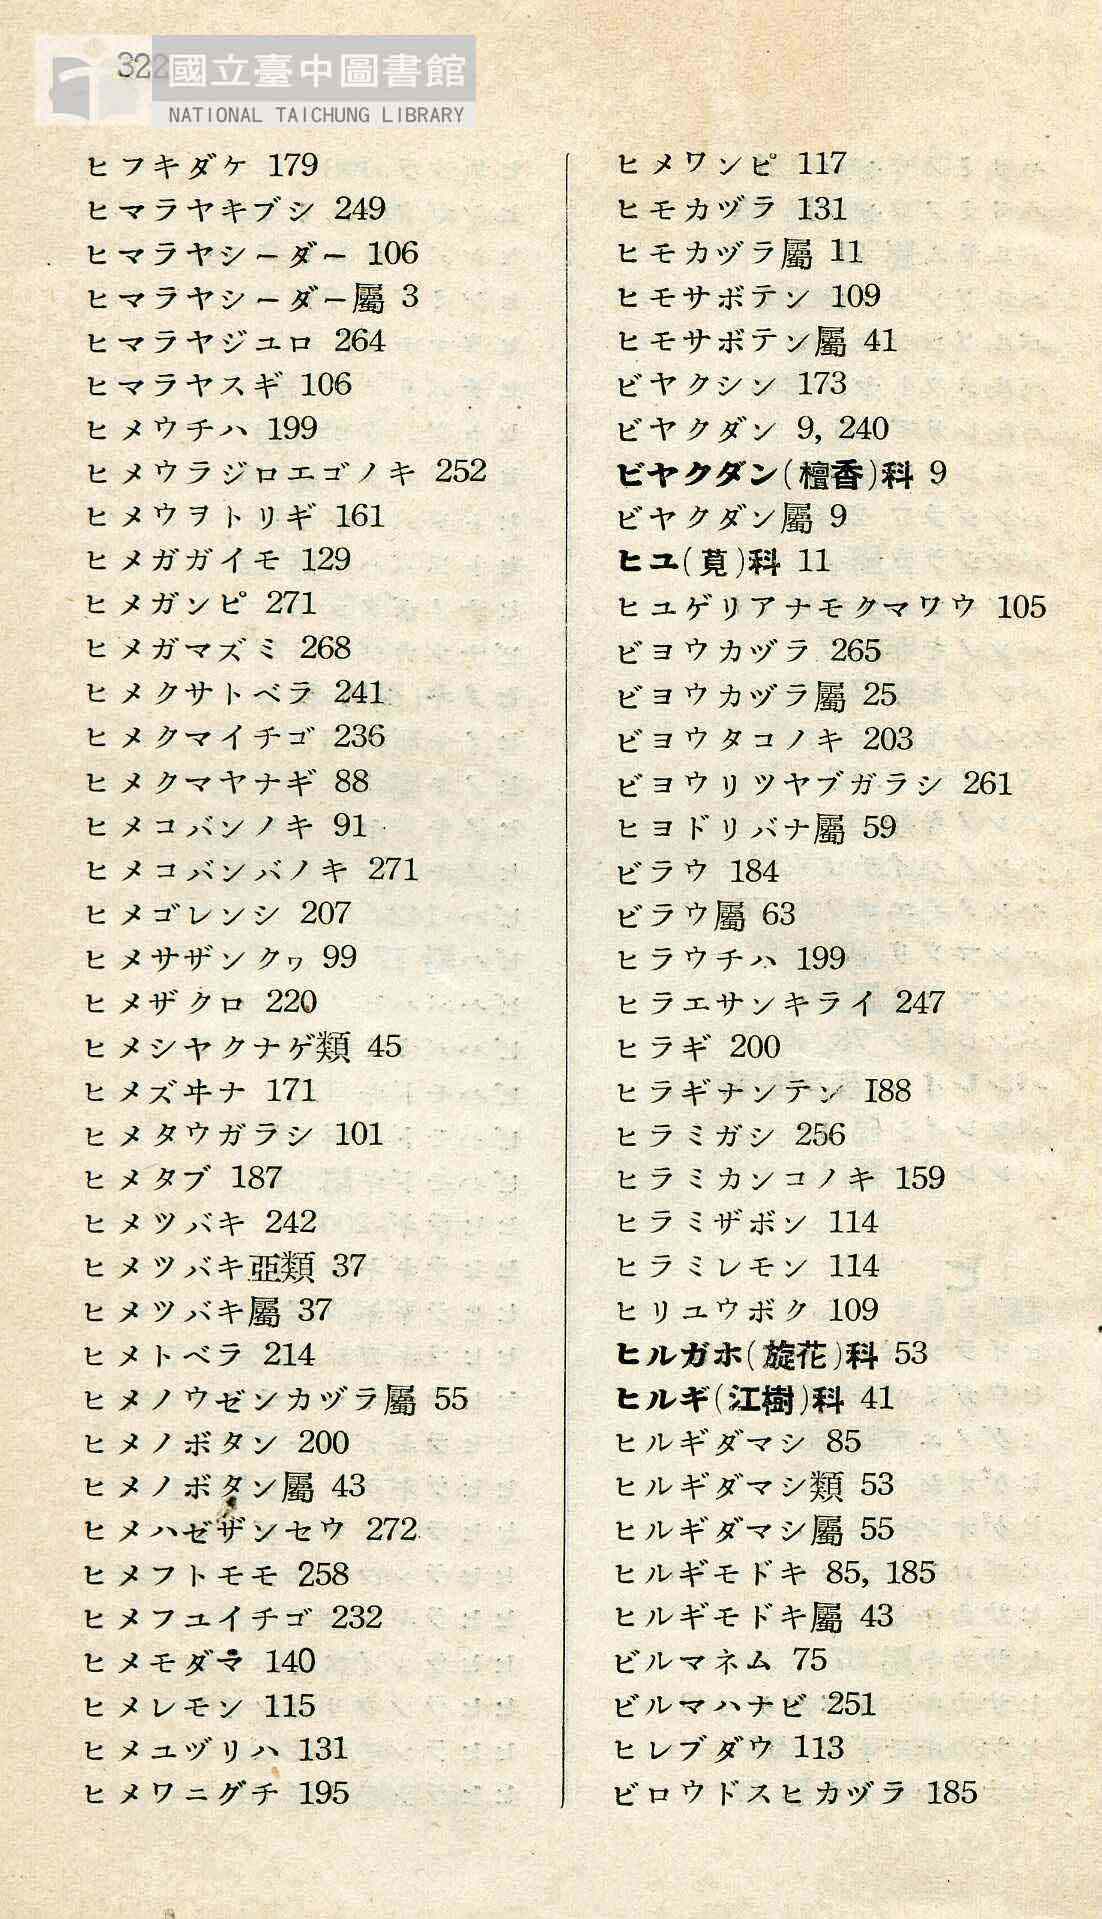 322
國立臺中圖書館
NATIONAL TAICHUNG LIBRARY
ヒフキダケ 179
ヒマラヤキブシ 249
ヒマラヤシーダー 106
ヒマラヤシーダー屬 3
ヒマラヤジユロ 264
ヒマラヤスギ 106
ヒメウチハ 199
ヒメウラジロエゴノキ 252
ヒメウヲトリギ 161
ヒメガガイモ 129
ヒメガンピ 271
ヒメガマズミ 268
ヒメクサトベラ 241
ヒメクマイチゴ 236
ヒメクマヤナギ 88
ヒメコバンノキ 91
ヒメコバンバノキ 271
ヒメゴレンシ 207
ヒメサザンクヮ 99
ヒメザクロ 220
ヒメシヤクナゲ類 45
ヒメズヰナ 171
ヒメタウガラシ 101
ヒメタブ 187
ヒメツバキ 242
ヒメツバキ亞類 37
ヒメツバキ屬 37
ヒメトベラ 214
ヒメノウゼンカヅラ屬 55
ヒメノボタン 200
ヒメノボタン屬 43
ヒメハゼザンセウ 272
ヒメフトモモ 258
ヒメフユイチゴ 232
ヒメモダマ 140
ヒメレモン 115
ヒメユヅリハ 131
ヒメワニグチ 195
ヒメワンピ 117
ヒモカヅラ 131
ヒモカヅラ屬 11
ヒモサボテン 109
ヒモサボテン屬 41
ビヤクシン 173
ビヤクダン 9, 240
ビヤクダン(檀香)科 9
ビヤクダン屬 9
ヒユ(莧)科 11
ヒユゲリアナモクマワウ 105
ビヨウカヅラ 265
ビヨウカヅラ屬 25
ビヨウタコノキ 203
ビヨウリツヤブガラシ 261
ヒヨドリバナ屬 59
ビラウ 184
ビラウ屬 63
ヒラウチハ 199
ヒラエサンキライ 247
ヒラギ 200
ヒラギナンテン I88
ヒラミガシ 256
ヒラミカンコノキ 159
ヒラミザボン 114
ヒラミレモン 114
ヒリユウボク 109
ヒルガホ(旋花)科 53
ヒルギ(江樹)科 41
ヒルギダマシ 85
ヒルギダマシ類 53
ヒルギダマシ屬 55
ヒルギモドキ 85, 185
ヒルギモドキ屬 43
ビルマネム 75
ビルマハナビ 251
ヒレブダウ 113
ビロウドスヒカヅラ 185